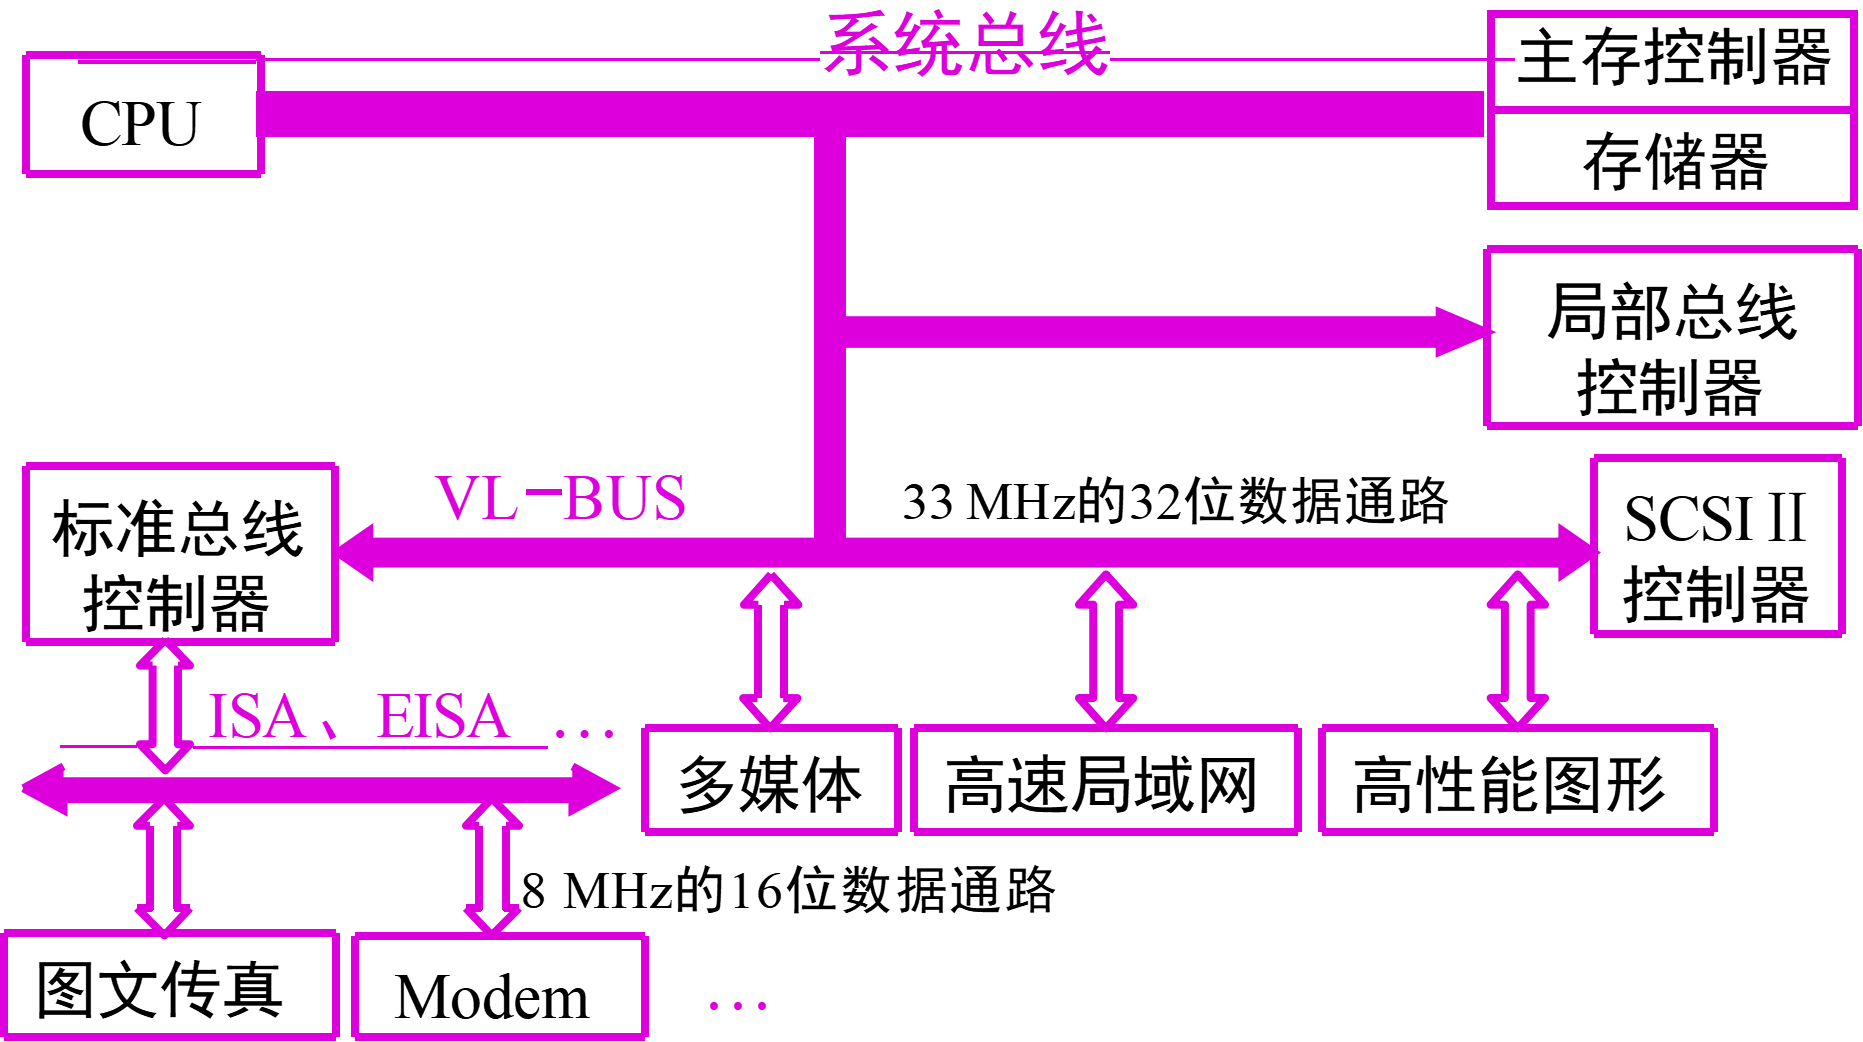 系统总线
CPU
主存控制器
存储器
局部总线
控制器
标准总线
控制器
VL-BUS
33 MHz的32位数据通路
SCSI Ⅱ
控制器
ISA、EISA …
多媒体
高速局域网
高性能图形
8 MHz的16位数据通路
图文传真
Modem
…